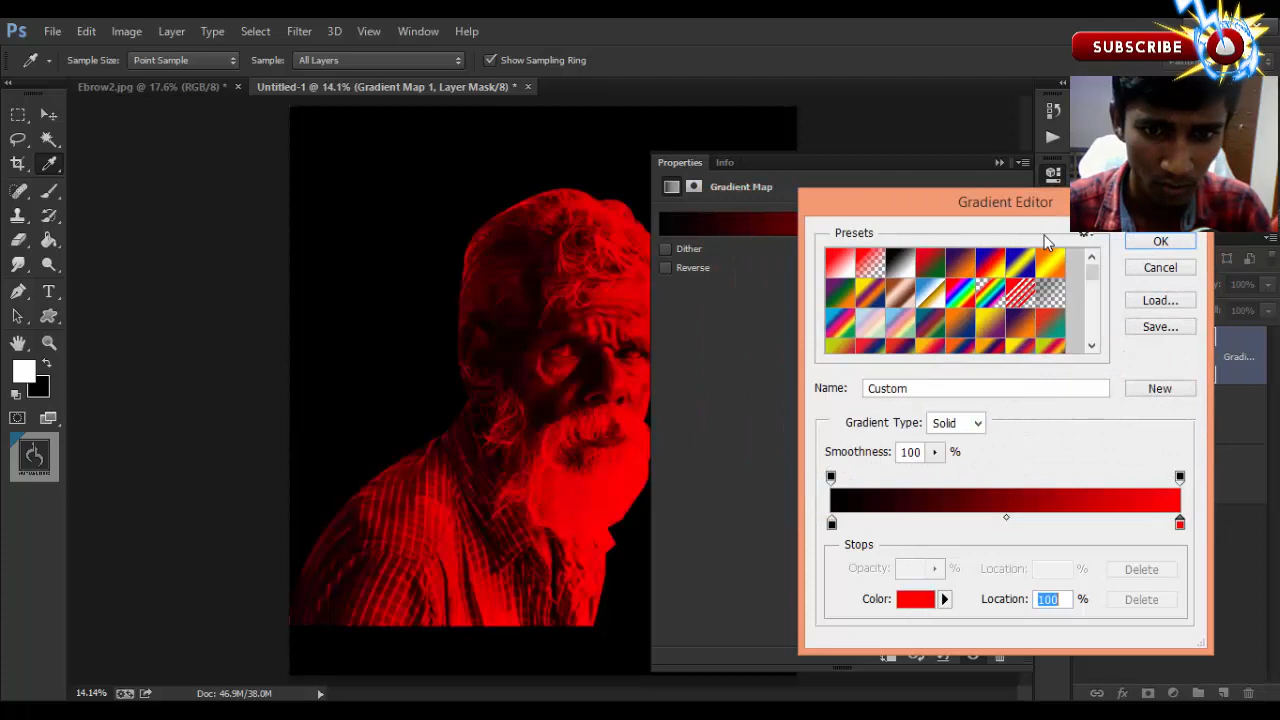 Ps File Edit Image Layer Type Select Filter 3D View Window Help
SUBSCRIBE
Sample Size: Point Sample Sample: All Layers Show Sampling Ring
Ebrow2.jpg @ 17.6% (RGB/8) * × Untitled-1 @ 14.1% (Gradient Map 1, Layer Mask/8) * ×
Properties Info
Gradient Map
Dither
Reverse
Gradient Editor
Presets
OK
Cancel
Load...
Save...
Name: Custom
New
Gradient Type: Solid
Smoothness: 100 %
Stops
Opacity: % Location: % Delete
Color: Location: 100 % Delete
100%
100%
Gradi...
14.14% Doc: 46.9M/38.0M